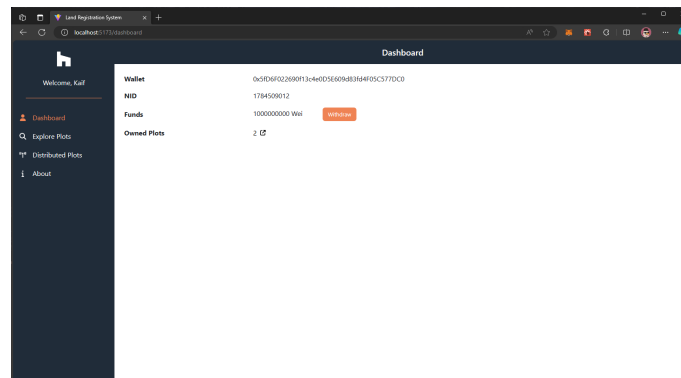 Land Registration System
localhost:5173/dashboard
Dashboard
Welcome, Kaif
Dashboard
Explore Plots
Distributed Plots
About
Wallet 0x5fD6F022690f13c4e0D5E609d83fd4F05C577DC0
NID 1784509012
Funds 1000000000 Wei Withdraw
Owned Plots 2